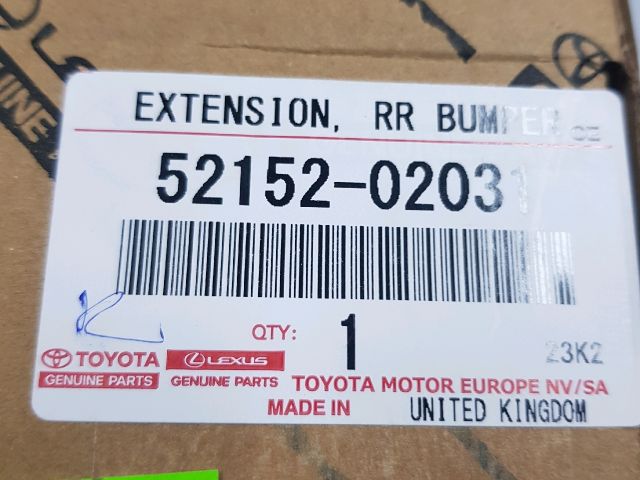 EXTENSION, RR BUMPER
CE
52152-02031
QTY: 1
23K2
TOYOTA LEXUS
GENUINE PARTS GENUINE PARTS TOYOTA MOTOR EUROPE NV/SA
MADE IN UNITED KINGDOM